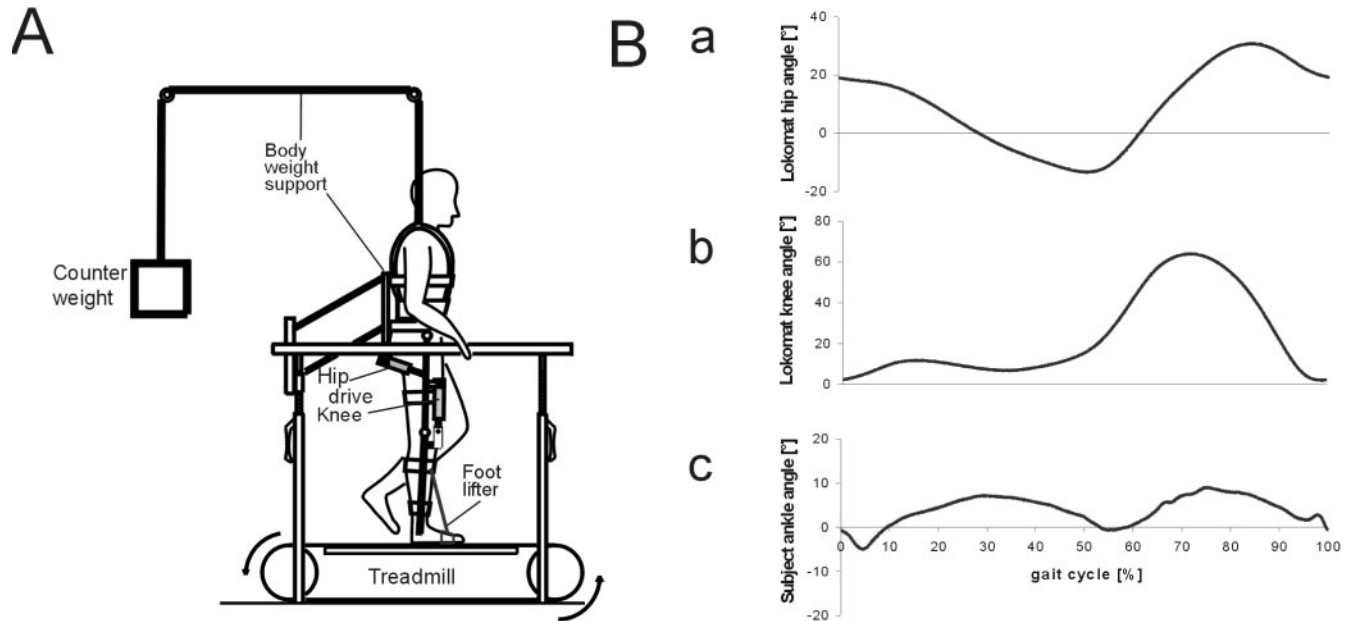 A
Body
weight
support
Counter
weight
Hip
drive
Knee
Foot
lifter
Treadmill
B
a
Lokomat hip angle [°]
40
20
0
-20
b
Lokomat knee angle [°]
80
60
40
20
0
c
Subject ankle angle [°]
20
10
0
-10
-20
0 10 20 30 40 50 60 70 80 90 100
gait cycle [%]